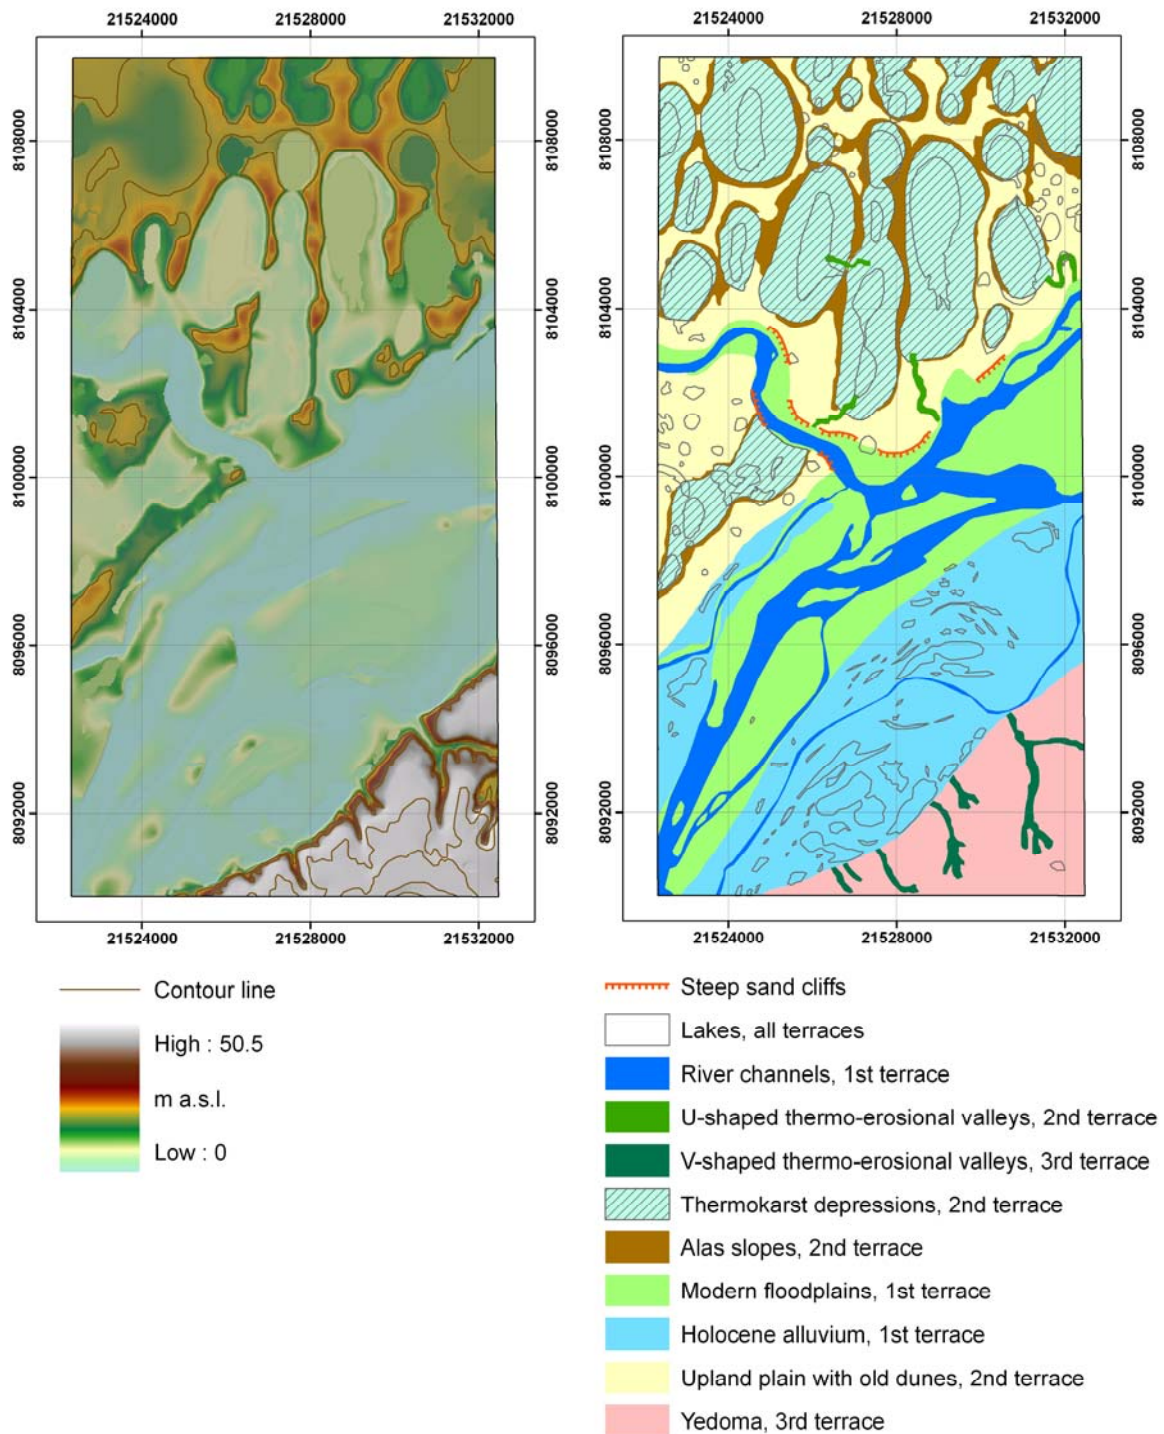 21524000 21528000 21532000
21524000 21528000 21532000
8108000 8108000 8108000 8108000
8104000 8104000 8104000 8104000
8100000 8100000 8100000 8100000
8096000 8096000 8096000 8096000
8092000 8092000 8092000 8092000
21524000 21528000 21532000
21524000 21528000 21532000
Contour line
High : 50.5
m a.s.l.
Low : 0
Steep sand cliffs
Lakes, all terraces
River channels, 1st terrace
U-shaped thermo-erosional valleys, 2nd terrace
V-shaped thermo-erosional valleys, 3rd terrace
Thermokarst depressions, 2nd terrace
Alas slopes, 2nd terrace
Modern floodplains, 1st terrace
Holocene alluvium, 1st terrace
Upland plain with old dunes, 2nd terrace
Yedoma, 3rd terrace